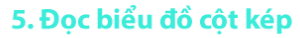 5. Đọc biểu đồ cột kép